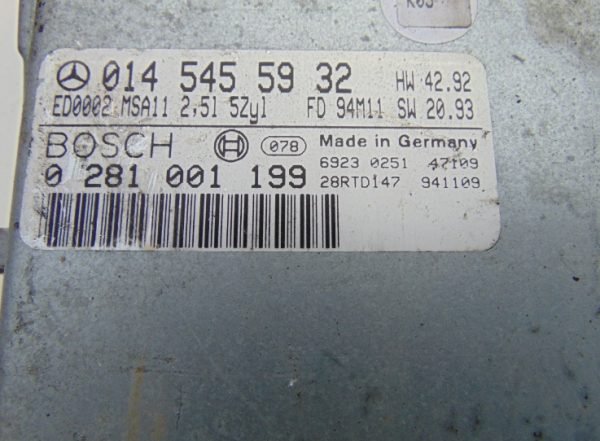 K05
014 545 59 32 HW 42.92
ED0002 MSA11 2,5l 5Zyl FD 94M11 SW 20.93
BOSCH 078 Made in Germany
6923 0251 47109
0 281 001 199 28RTD147 941109